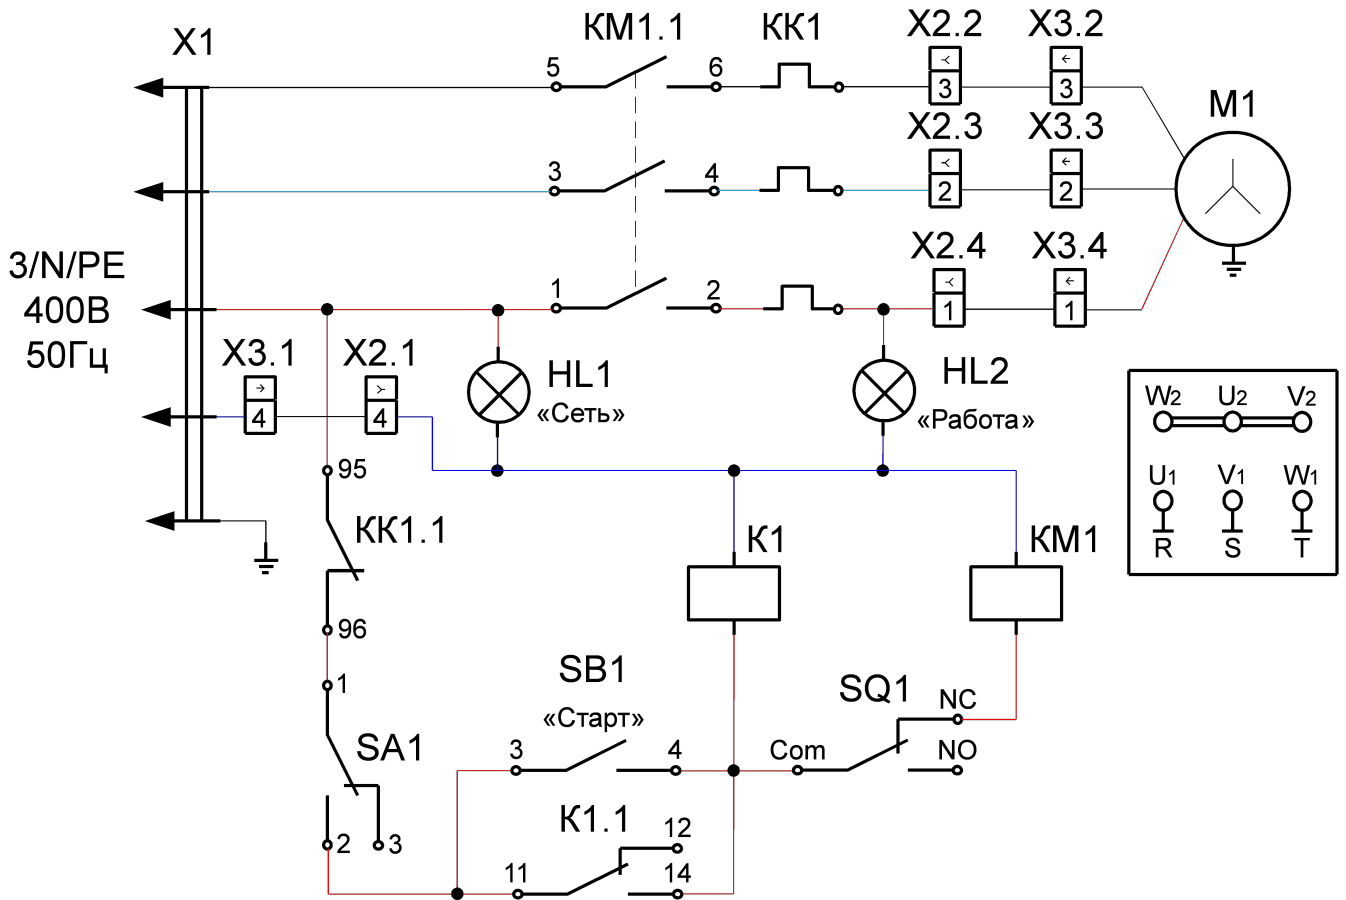 X1
КМ1.1
КК1
X2.2
X3.2
5
6
3
3
М1
X2.3
X3.3
3
4
2
2
X2.4
X3.4
3/N/PE
400В
50Гц
1
2
1
1
X3.1
X2.1
4
4
HL1
«Сеть»
HL2
«Работа»
W2
U2
V2
U1
V1
W1
R
S
T
95
КК1.1
96
К1
КМ1
1
SA1
2
3
SB1
«Старт»
3
4
SQ1
NC
Com
NO
К1.1
12
11
14